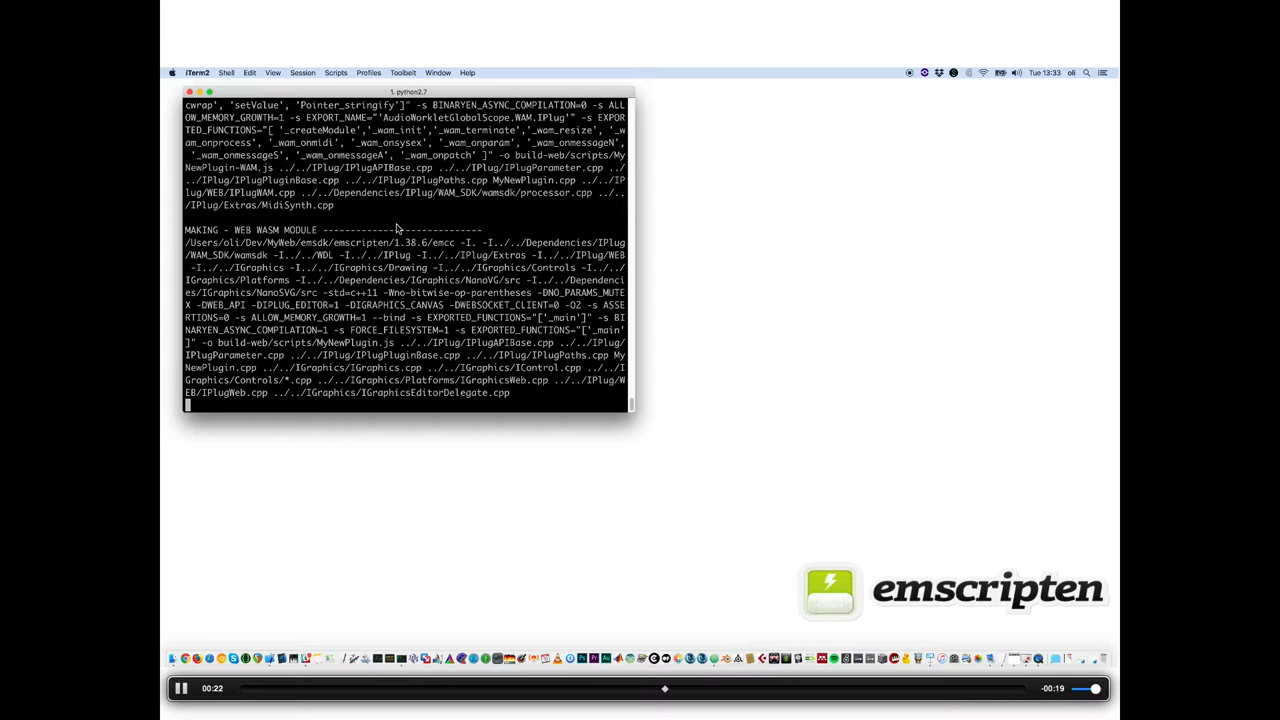 iTerm2 Shell Edit View Session Scripts Profiles Toolbelt Window Help Tue 13:33 oli
1. python2.7
cwrap', 'setValue', 'Pointer_stringify']" -s BINARYEN_ASYNC_COMPILATION=0 -s ALL
OW_MEMORY_GROWTH=1 -s EXPORT_NAME="'AudioWorkletGlobalScope.WAM.IPlug'" -s EXPOR
TED_FUNCTIONS="[ '_createModule','_wam_init','_wam_terminate','_wam_resize', '_w
am_onprocess', '_wam_onmidi', '_wam_onsysex', '_wam_onparam', '_wam_onmessageN',
'_wam_onmessageS', '_wam_onmessageA', '_wam_onpatch' ]" -o build-web/scripts/My
NewPlugin-WAM.js ../../IPlug/IPlugAPIBase.cpp ../../IPlug/IPlugParameter.cpp ../
../IPlug/IPlugPluginBase.cpp ../../IPlug/IPlugPaths.cpp MyNewPlugin.cpp ../../IP
lug/WEB/IPlugWAM.cpp ../../Dependencies/IPlug/WAM_SDK/wamsdk/processor.cpp ../..
/IPlug/Extras/MidiSynth.cpp
MAKING - WEB WASM MODULE -----------------------------
/Users/oli/Dev/MyWeb/emsdk/emscripten/1.38.6/emcc -I. -I../../Dependencies/IPlug
/WAM_SDK/wamsdk -I../../WDL -I../../IPlug -I../../IPlug/Extras -I../../IPlug/WEB
-I../../IGraphics -I../../IGraphics/Drawing -I../../IGraphics/Controls -I../../
IGraphics/Platforms -I../../Dependencies/IGraphics/NanoVG/src -I../../Dependenci
es/IGraphics/NanoSVG/src -std=c++11 -Wno-bitwise-op-parentheses -DNO_PARAMS_MUTE
X -DWEB_API -DIPLUG_EDITOR=1 -DIGRAPHICS_CANVAS -DWEBSOCKET_CLIENT=0 -O2 -s ASSE
RTIONS=0 -s ALLOW_MEMORY_GROWTH=1 --bind -s EXPORTED_FUNCTIONS="['_main']" -s BI
NARYEN_ASYNC_COMPILATION=1 -s FORCE_FILESYSTEM=1 -s EXPORTED_FUNCTIONS="['_main'
]" -o build-web/scripts/MyNewPlugin.js ../../IPlug/IPlugAPIBase.cpp ../../IPlug/
IPlugParameter.cpp ../../IPlug/IPlugPluginBase.cpp ../../IPlug/IPlugPaths.cpp My
NewPlugin.cpp ../../IGraphics/IGraphics.cpp ../../IGraphics/IControl.cpp ../../I
Graphics/Controls/*.cpp ../../IGraphics/Platforms/IGraphicsWeb.cpp ../../IPlug/W
EB/IPlugWeb.cpp ../../IGraphics/IGraphicsEditorDelegate.cpp
emscripten
00:22 -00:19